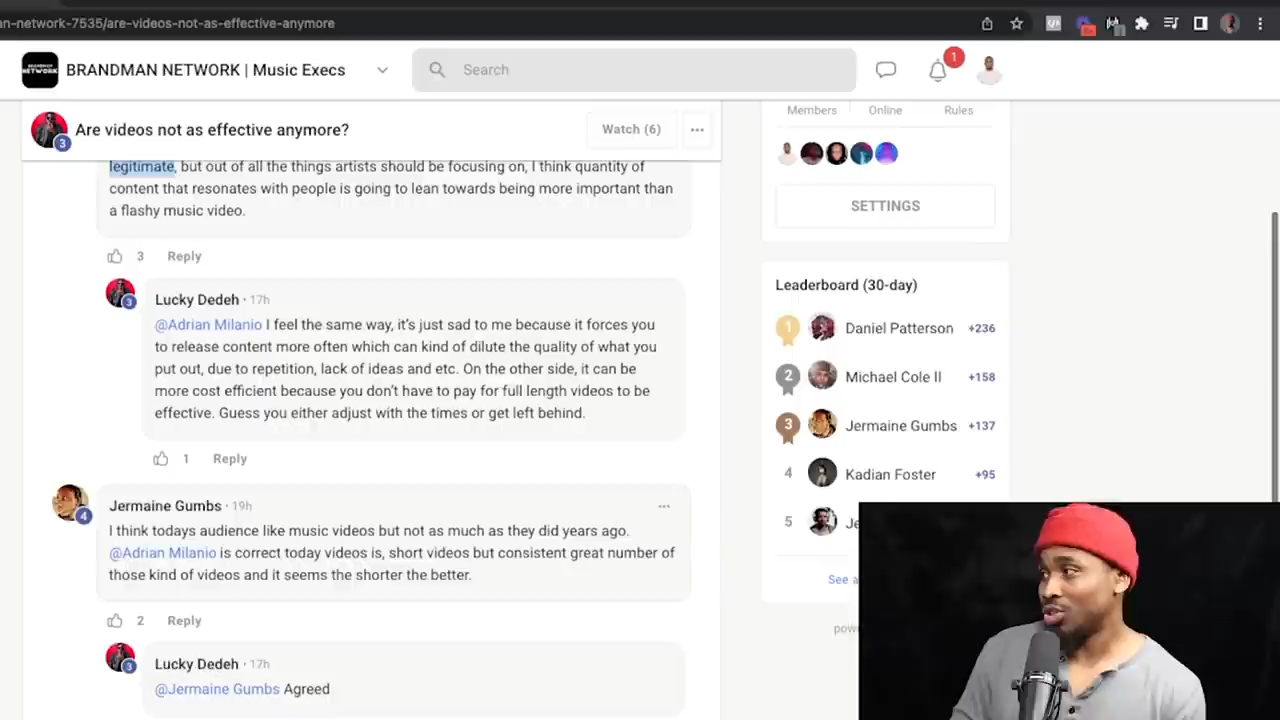 an-network-7535/are-videos-not-as-effective-anymore
BRANDMAN NETWORK | Music Execs
Search
1
Are videos not as effective anymore?
3
Watch (6)
legitimate, but out of all the things artists should be focusing on, I think quantity of
content that resonates with people is going to lean towards being more important than
a flashy music video.
3 Reply
3
Lucky Dedeh · 17h
@Adrian Milanio I feel the same way, it's just sad to me because it forces you
to release content more often which can kind of dilute the quality of what you
put out, due to repetition, lack of ideas and etc. On the other side, it can be
more cost efficient because you don't have to pay for full length videos to be
effective. Guess you either adjust with the times or get left behind.
1 Reply
4
Jermaine Gumbs · 19h
I think todays audience like music videos but not as much as they did years ago.
@Adrian Milanio is correct today videos is, short videos but consistent great number of
those kind of videos and it seems the shorter the better.
2 Reply
3
Lucky Dedeh · 17h
@Jermaine Gumbs Agreed
Members Online Rules
SETTINGS
Leaderboard (30-day)
1 Daniel Patterson +236
2 Michael Cole II +158
3 Jermaine Gumbs +137
4 Kadian Foster +95
5 Je
See a
powe